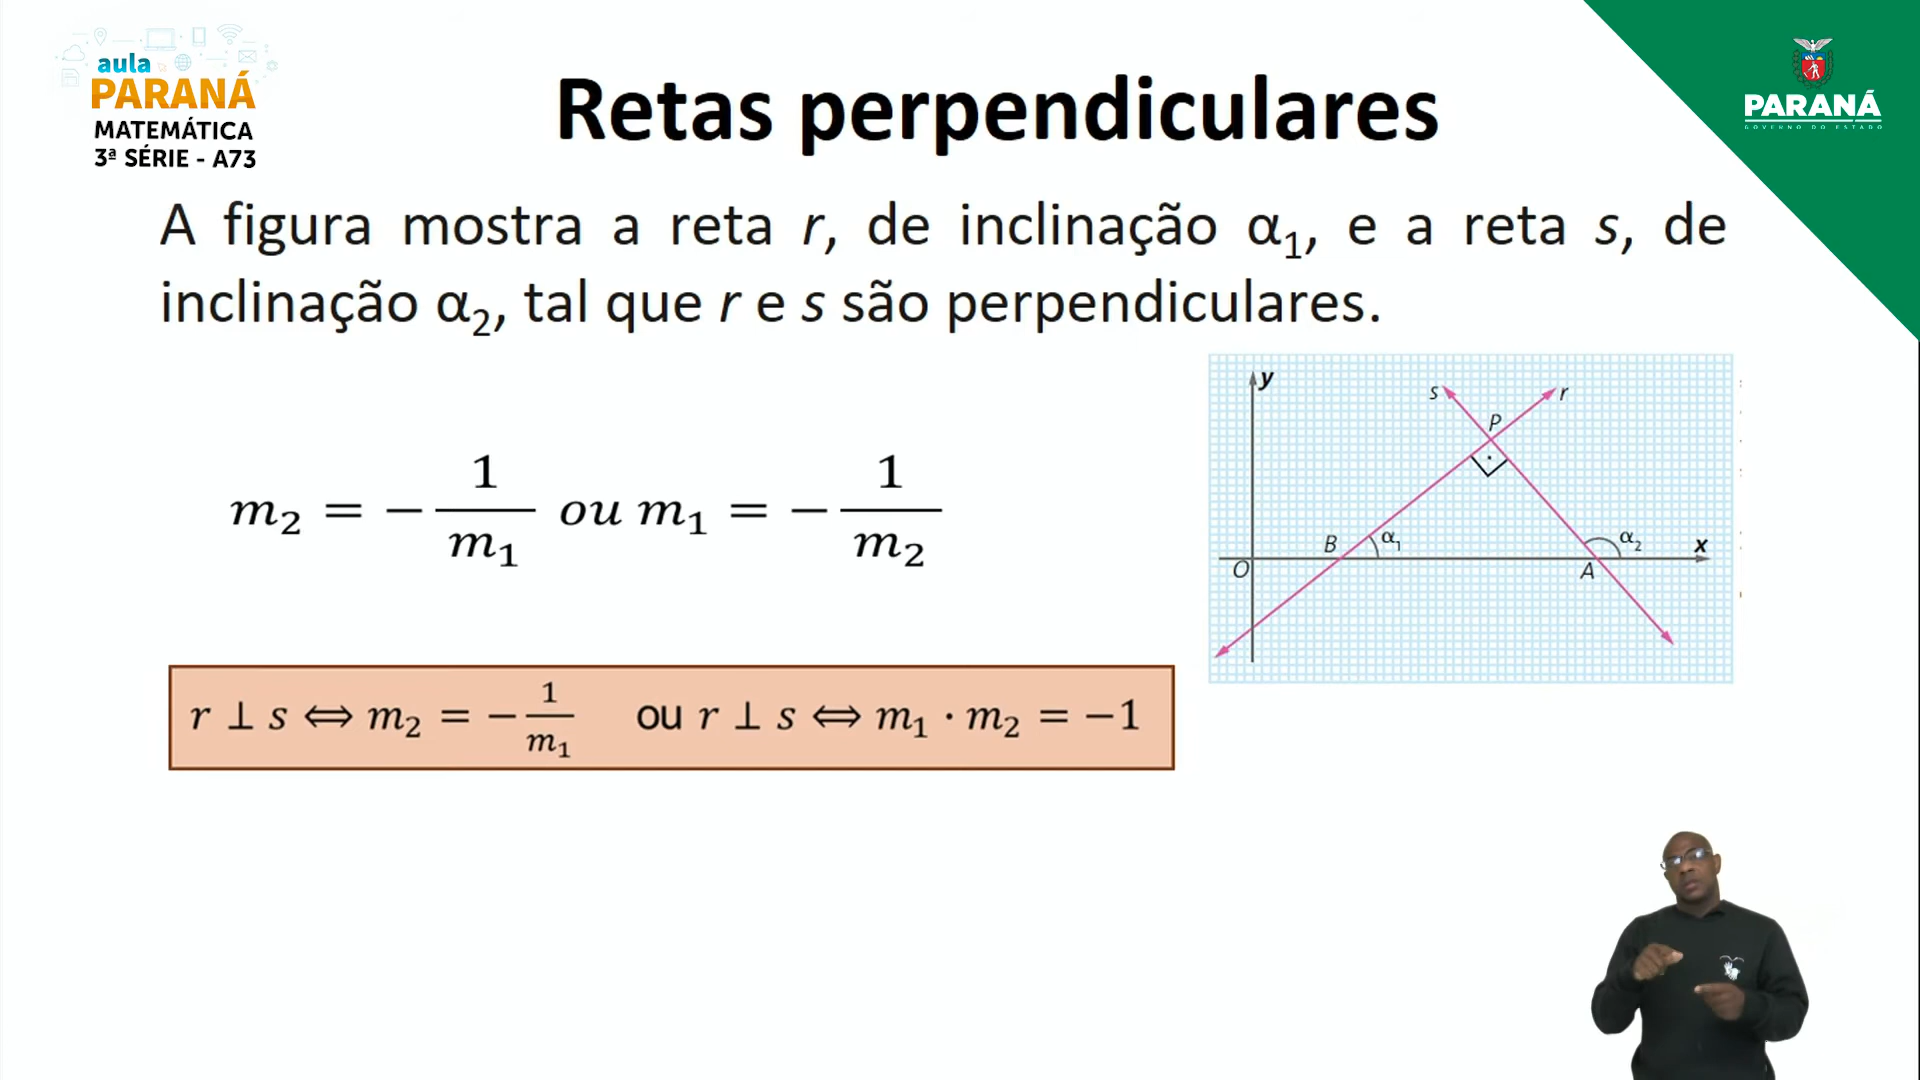 aula
PARANÁ
MATEMÁTICA
3ª SÉRIE - A73
PARANÁ
GOVERNO DO ESTADO
Retas perpendiculares
A figura mostra a reta r, de inclinação α₁, e a reta s, de
inclinação α₂, tal que r e s são perpendiculares.
m₂ = −1/m₁ ou m₁ = −1/m₂
r ⊥ s ⟺ m₂ = −1/m₁ ou r ⊥ s ⟺ m₁ · m₂ = −1
y
s
r
P
B
α₁
α₂
x
O
A